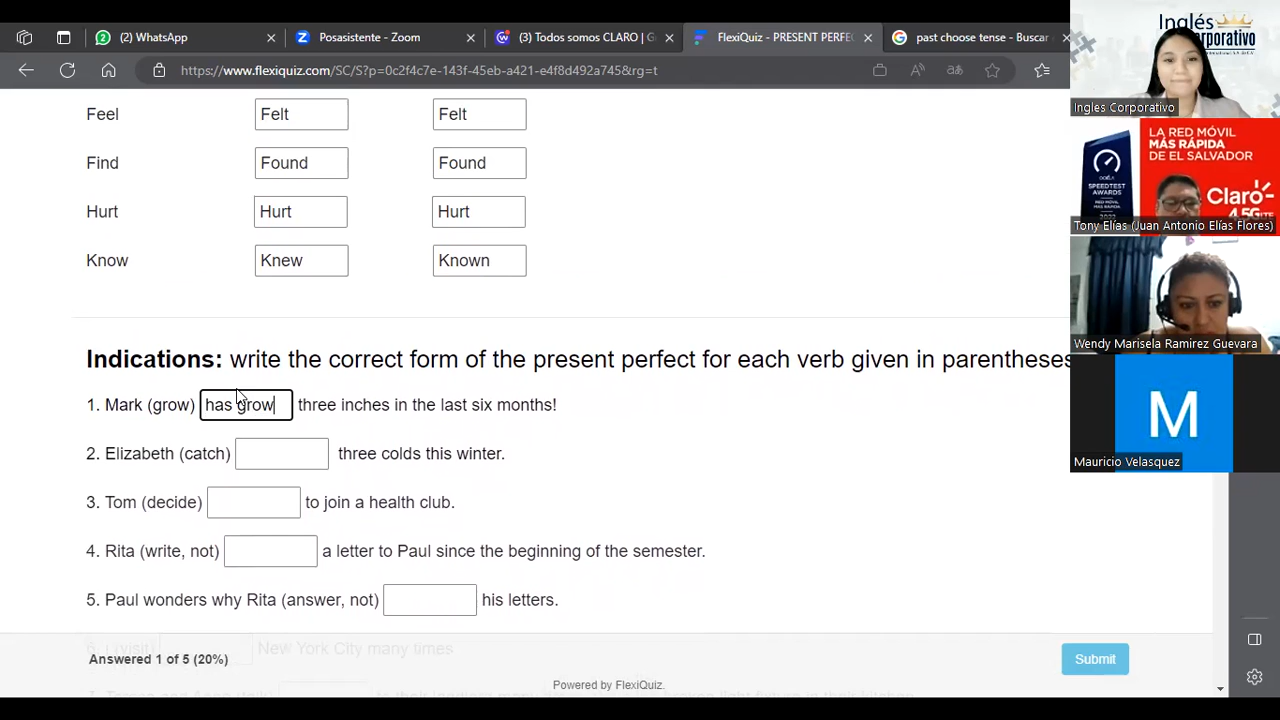 (2) WhatsApp
Posasistente - Zoom
(3) Todos somos CLARO | G
FlexiQuiz - PRESENT PERFEC
past choose tense - Buscar
https://www.flexiquiz.com/SC/S?p=0c2f4c7e-143f-45eb-a421-e4f8d492a745&rg=t
Feel Felt Felt
Find Found Found
Hurt Hurt Hurt
Know Knew Known
Indications: write the correct form of the present perfect for each verb given in parentheses
1. Mark (grow) has grow three inches in the last six months!
2. Elizabeth (catch) three colds this winter.
3. Tom (decide) to join a health club.
4. Rita (write, not) a letter to Paul since the beginning of the semester.
5. Paul wonders why Rita (answer, not) his letters.
6. I (visit) New York City many times
Answered 1 of 5 (20%)
Submit
Powered by FlexiQuiz.
Inglés
Corporativo
Ingles Corporativo
LA RED MÓVIL
MÁS RÁPIDA
DE EL SALVADOR
SPEEDTEST
AWARDS
Claro
4.5G
Tony Elías (Juan Antonio Elías Flores)
Wendy Marisela Ramirez Guevara
M
Mauricio Velasquez